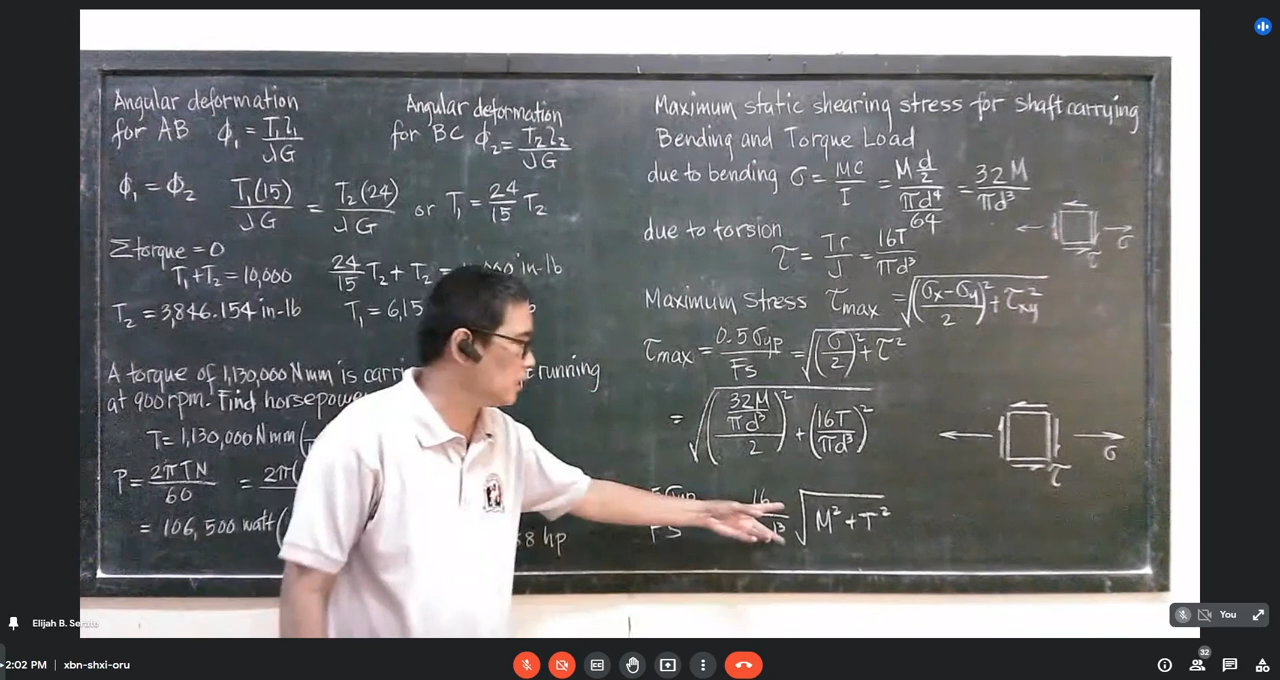 Angular deformation
for AB ϕ₁ = T₁l₁/JG
Angular deformation
for BC ϕ₂ = T₂l₂/JG
ϕ₁ = ϕ₂ T₁(15)/JG = T₂(24)/JG or T₁ = 24/15 T₂
Σtorque = 0
T₁ + T₂ = 10,000 24/15 T₂ + T₂ = in-lb
T₂ = 3,846.154 in-lb T₁ = 6,15
A torque of 1,130,000 Nmm is running
at 900 rpm. Find
T = 1,130,000 Nmm (
P = 2πTN/60 = 2π(
= 106,500 watt ( 8 hp
Maximum static shearing stress for shaft carrying
Bending and Torque Load
due to bending σ = MC/I = M d/2 / πd⁴/64 = 32M/πd³
due to torsion
τ = Tr/J = 16T/πd³
σ
τ
Maximum Stress τmax = √((σx − σy)/2)² + τxy²
τmax = 0.5σyp/FS = √(σ/2)² + τ²
= √((32M/πd³)/2)² + (16T/πd³)²
σ
τ
FS 16 √M² + T²
Elijah B. Serate
You
2:02 PM | xbn-shxi-oru
32